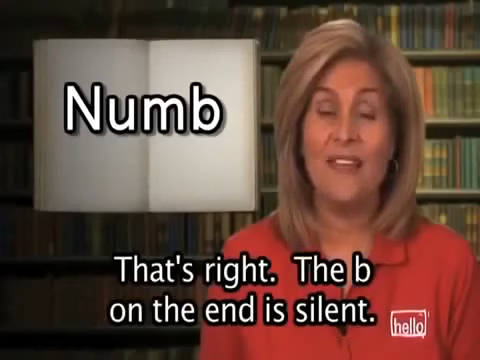 Numb
That's right.  The b
on the end is silent.
hello